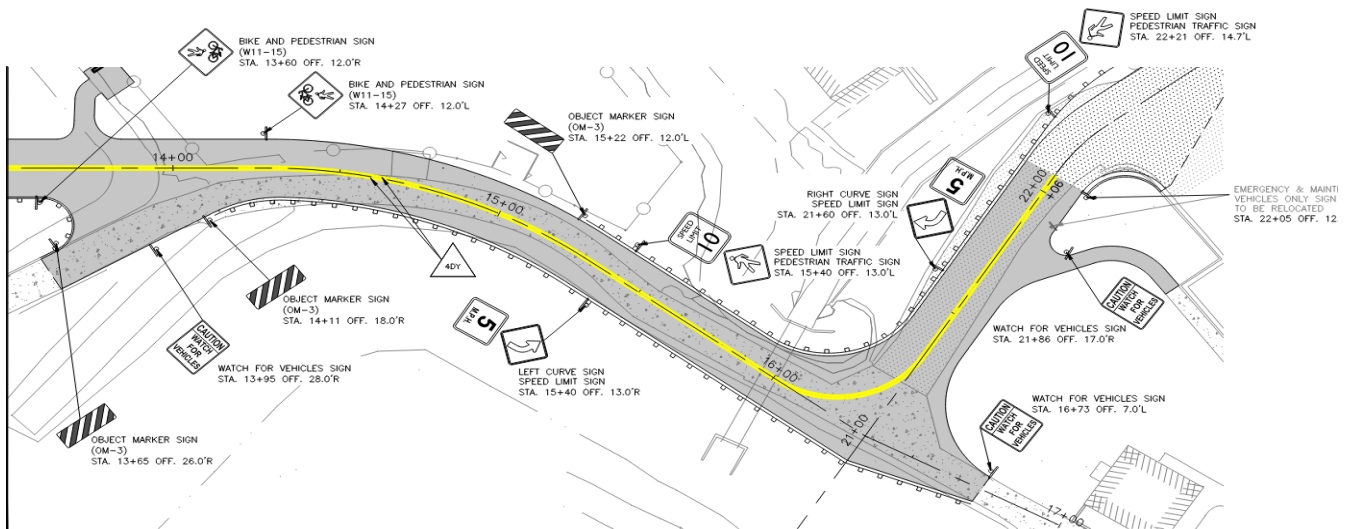 BIKE AND PEDESTRIAN SIGN
(W11-15)
STA. 13+60 OFF. 12.0'R
BIKE AND PEDESTRIAN SIGN
(W11-15)
STA. 14+27 OFF. 12.0'L
OBJECT MARKER SIGN
(OM-3)
STA. 15+22 OFF. 12.0'L
SPEED LIMIT SIGN
PEDESTRIAN TRAFFIC SIGN
STA. 22+21 OFF. 14.7'L
SPEED
LIMIT
10
14+00
15+00
RIGHT CURVE SIGN
SPEED LIMIT SIGN
STA. 21+60 OFF. 13.0'L
5
M.P.H.
22+00
+06
EMERGENCY & MAINT
VEHICLES ONLY SIGN
TO BE RELOCATED
STA. 22+05 OFF. 12.
SPEED
LIMIT
10
SPEED LIMIT SIGN
PEDESTRIAN TRAFFIC SIGN
STA. 15+40 OFF. 13.0'L
4DY
OBJECT MARKER SIGN
(OM-3)
STA. 14+11 OFF. 18.0'R
CAUTION
WATCH
FOR
VEHICLES
WATCH FOR VEHICLES SIGN
STA. 13+95 OFF. 28.0'R
5
M.P.H.
LEFT CURVE SIGN
SPEED LIMIT SIGN
STA. 15+40 OFF. 13.0'R
CAUTION
WATCH
FOR
VEHICLES
WATCH FOR VEHICLES SIGN
STA. 21+86 OFF. 17.0'R
16+00
OBJECT MARKER SIGN
(OM-3)
STA. 13+65 OFF. 26.0'R
21+00
WATCH FOR VEHICLES SIGN
STA. 16+73 OFF. 7.0'L
CAUTION
WATCH
FOR
VEHICLES
17+00